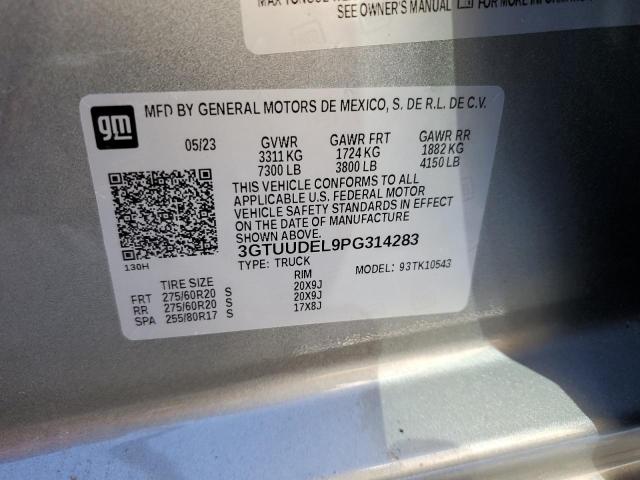 SEE OWNER'S MANUAL
FOR MORE INFORMATION
gm
MFD BY GENERAL MOTORS DE MEXICO, S. DE R.L. DE C.V.
05/23 GVWR GAWR FRT GAWR RR
3311 KG 1724 KG 1882 KG
7300 LB 3800 LB 4150 LB
THIS VEHICLE CONFORMS TO ALL
APPLICABLE U.S. FEDERAL MOTOR
VEHICLE SAFETY STANDARDS IN EFFECT
ON THE DATE OF MANUFACTURE
SHOWN ABOVE.
3GTUUDEL9PG314283
130H
TYPE: TRUCK MODEL: 93TK10543
TIRE SIZE RIM
FRT 275/60R20 S 20X9J
RR 275/60R20 S 20X9J
SPA 255/80R17 S 17X8J